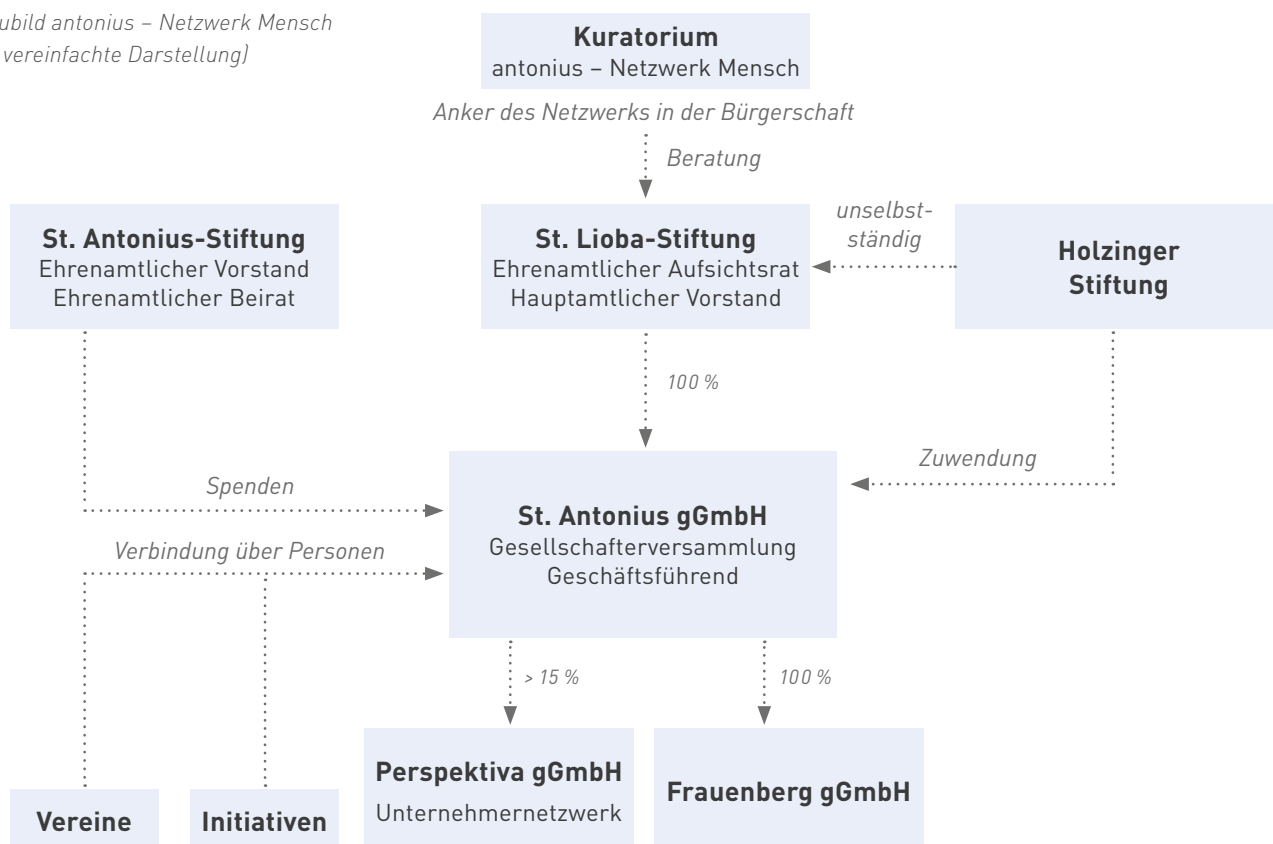 ubild antonius – Netzwerk Mensch
vereinfachte Darstellung)
Kuratorium
antonius – Netzwerk Mensch
Anker des Netzwerks in der Bürgerschaft
Beratung
St. Antonius-Stiftung
Ehrenamtlicher Vorstand
Ehrenamtlicher Beirat
St. Lioba-Stiftung
Ehrenamtlicher Aufsichtsrat
Hauptamtlicher Vorstand
unselbst-
ständig
Holzinger
Stiftung
100 %
Spenden
Zuwendung
Verbindung über Personen
St. Antonius gGmbH
Gesellschafterversammlung
Geschäftsführend
> 15 %
100 %
Perspektiva gGmbH
Unternehmernetzwerk
Frauenberg gGmbH
Vereine
Initiativen